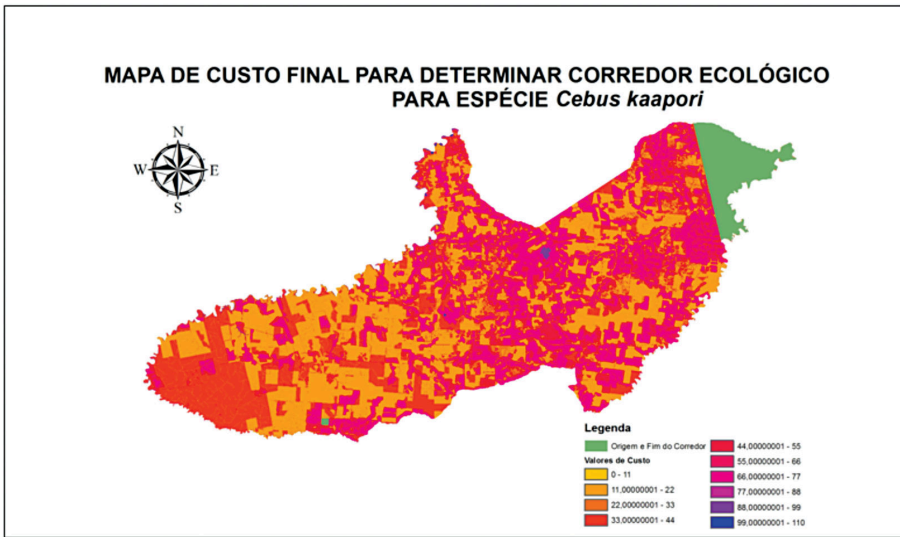 MAPA DE CUSTO FINAL PARA DETERMINAR CORREDOR ECOLÓGICO
PARA ESPÉCIE Cebus kaapori
N
W
E
S
Legenda
Origem e Fim do Corredor
Valores de Custo
0 - 11
11,00000001 - 22
22,00000001 - 33
33,00000001 - 44
44,00000001 - 55
55,00000001 - 66
66,00000001 - 77
77,00000001 - 88
88,00000001 - 99
99,00000001 - 110